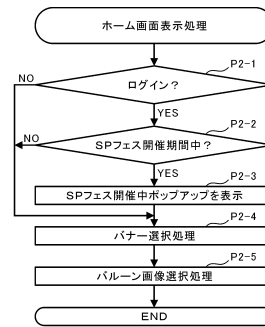 ホーム画面表示処理
P2-1
ログイン？
NO
YES
P2-2
SPフェス開催期間中？
NO
YES
P2-3
SPフェス開催中ポップアップを表示
P2-4
バナー選択処理
P2-5
バルーン画像選択処理
END